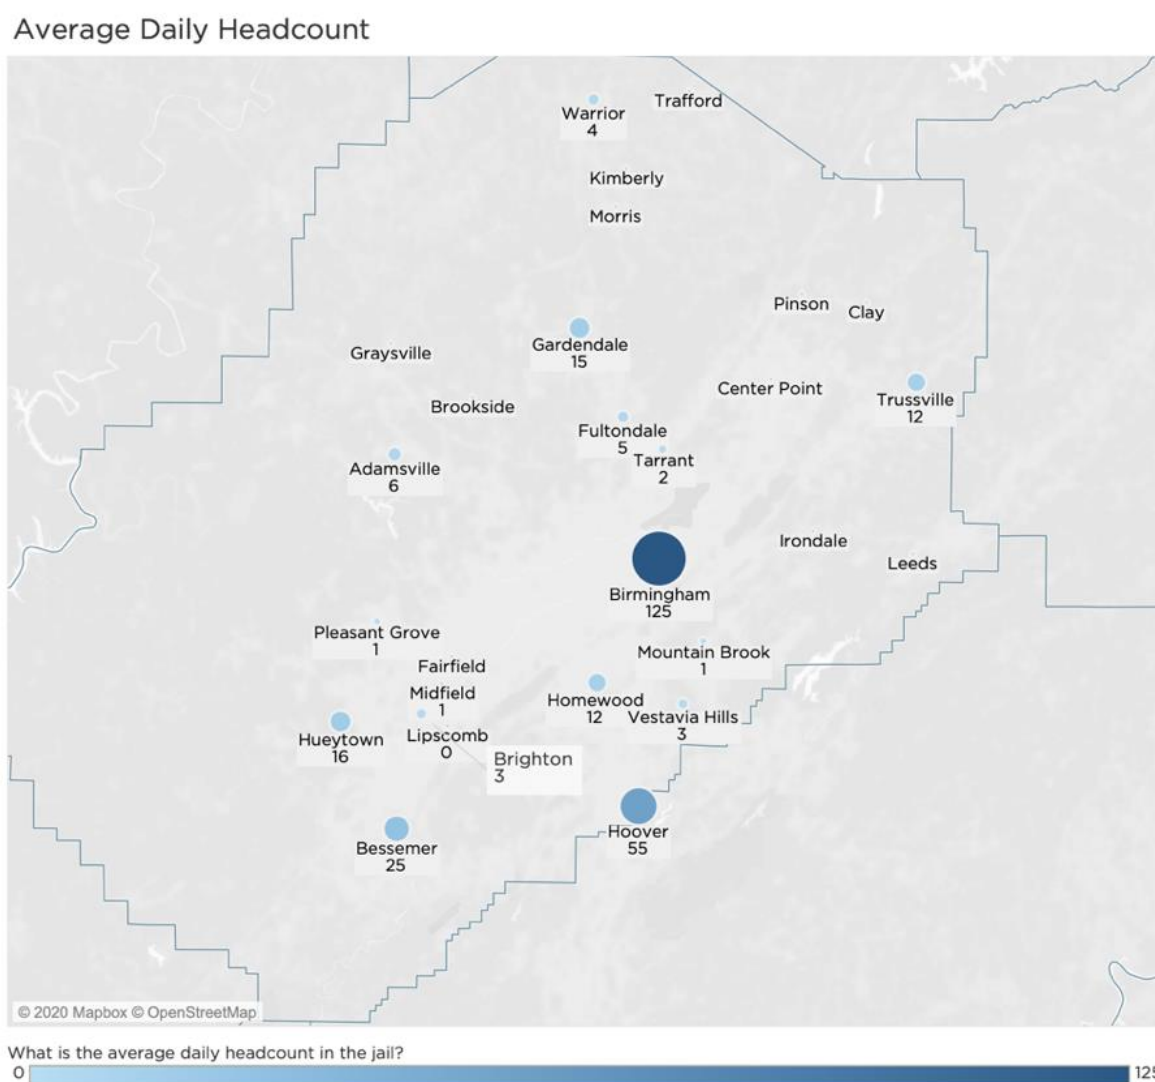 Average Daily Headcount
Warrior
4
Trafford
Kimberly
Morris
Pinson
Clay
Gardendale
15
Graysville
Center Point
Trussville
12
Brookside
Fultondale
5
Tarrant
2
Adamsville
6
Irondale
Leeds
Birmingham
125
Pleasant Grove
1
Mountain Brook
1
Fairfield
Midfield
1
Homewood
12
Vestavia Hills
3
Hueytown
16
Lipscomb
0
Brighton
3
Hoover
55
Bessemer
25
© 2020 Mapbox © OpenStreetMap
What is the average daily headcount in the jail?
0
125